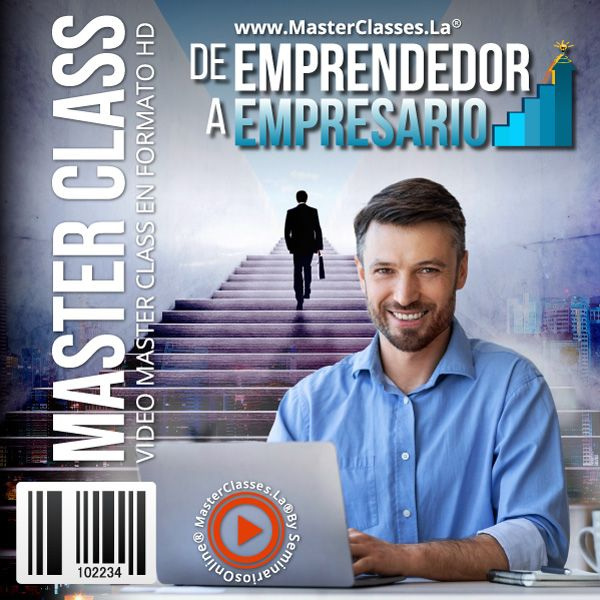 www.MasterClasses.La®
DE EMPRENDEDOR
A EMPRESARIO
MASTER CLASS
VIDEO MASTER CLASS EN FORMATO HD
MasterClasses.La® By SeminariosOnline®
102234